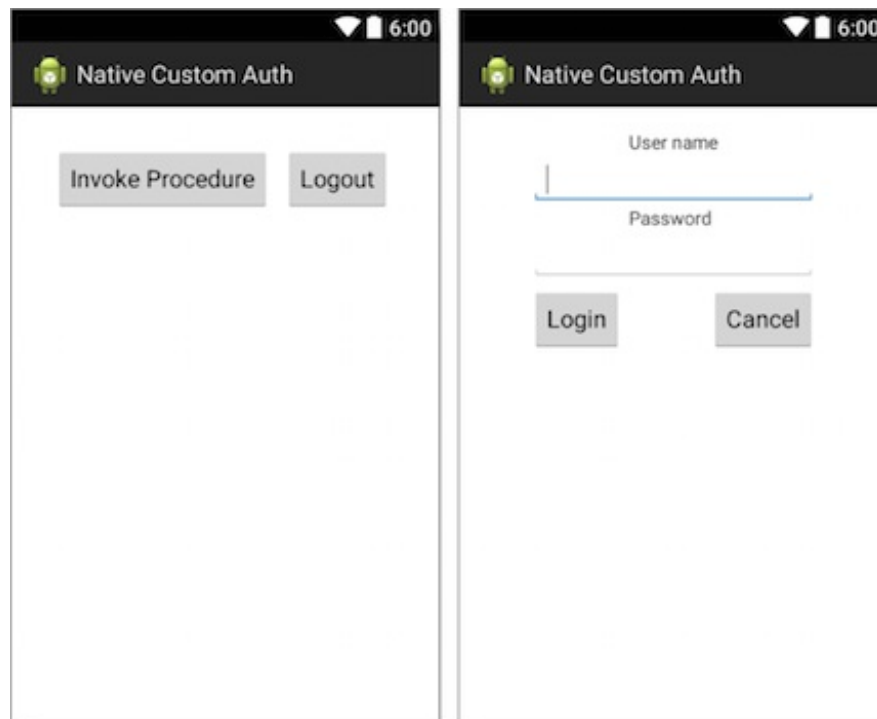 6:00
Native Custom Auth
Invoke Procedure Logout
6:00
Native Custom Auth
User name
Password
Login Cancel